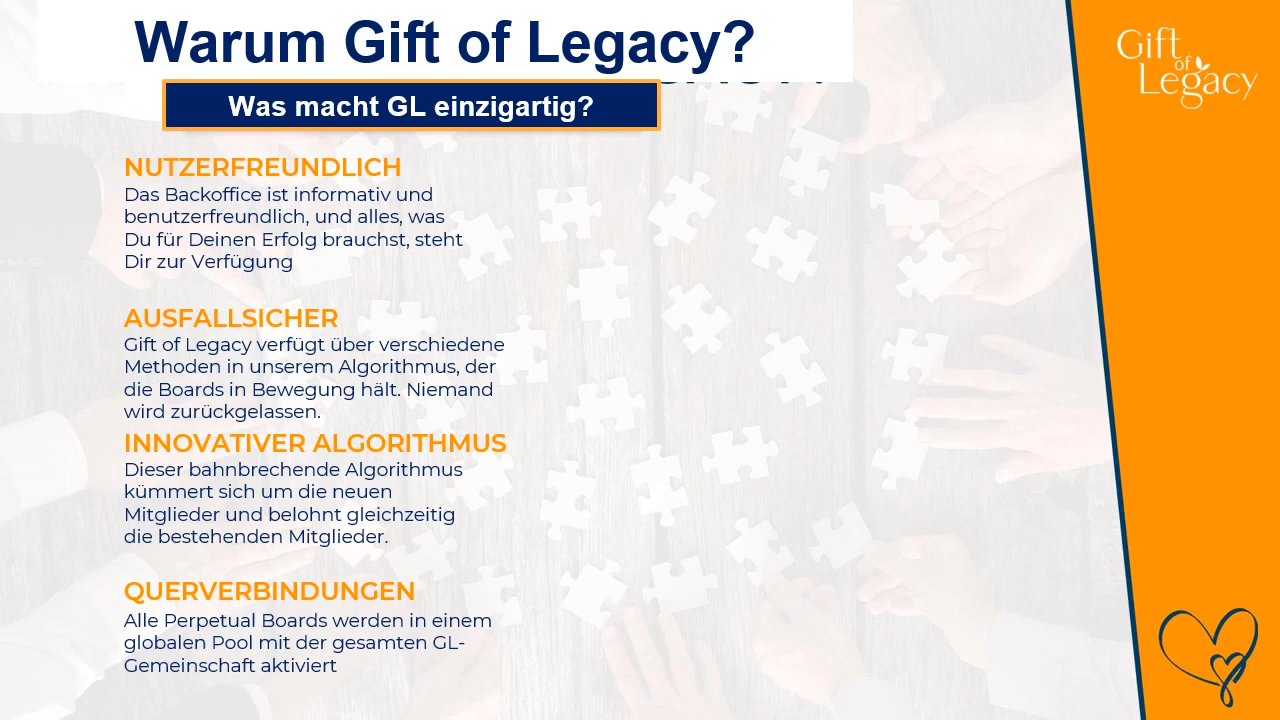 Warum Gift of Legacy?
Was macht GL einzigartig?
Gift
of
Legacy
NUTZERFREUNDLICH
Das Backoffice ist informativ und
benutzerfreundlich, und alles, was
Du für Deinen Erfolg brauchst, steht
Dir zur Verfügung
AUSFALLSICHER
Gift of Legacy verfügt über verschiedene
Methoden in unserem Algorithmus, der
die Boards in Bewegung hält. Niemand
wird zurückgelassen.
INNOVATIVER ALGORITHMUS
Dieser bahnbrechende Algorithmus
kümmert sich um die neuen
Mitglieder und belohnt gleichzeitig
die bestehenden Mitglieder.
QUERVERBINDUNGEN
Alle Perpetual Boards werden in einem
globalen Pool mit der gesamten GL-
Gemeinschaft aktiviert